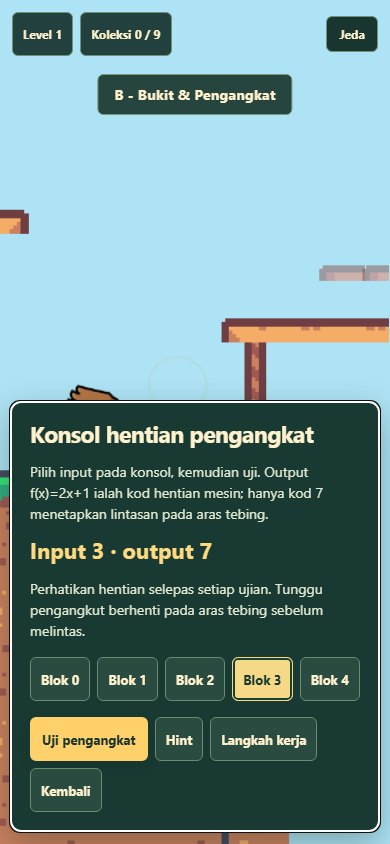 Level 1
Koleksi 0 / 9
Jeda
B - Bukit & Pengangkat
Konsol hentian pengangkat
Pilih input pada konsol, kemudian uji. Output
f(x)=2x+1 ialah kod hentian mesin; hanya kod 7
menetapkan lintasan pada aras tebing.
Input 3 · output 7
Perhatikan hentian selepas setiap ujian. Tunggu
pengangkut berhenti pada aras tebing sebelum
melintas.
Blok 0
Blok 1
Blok 2
Blok 3
Blok 4
Uji pengangkat
Hint
Langkah kerja
Kembali